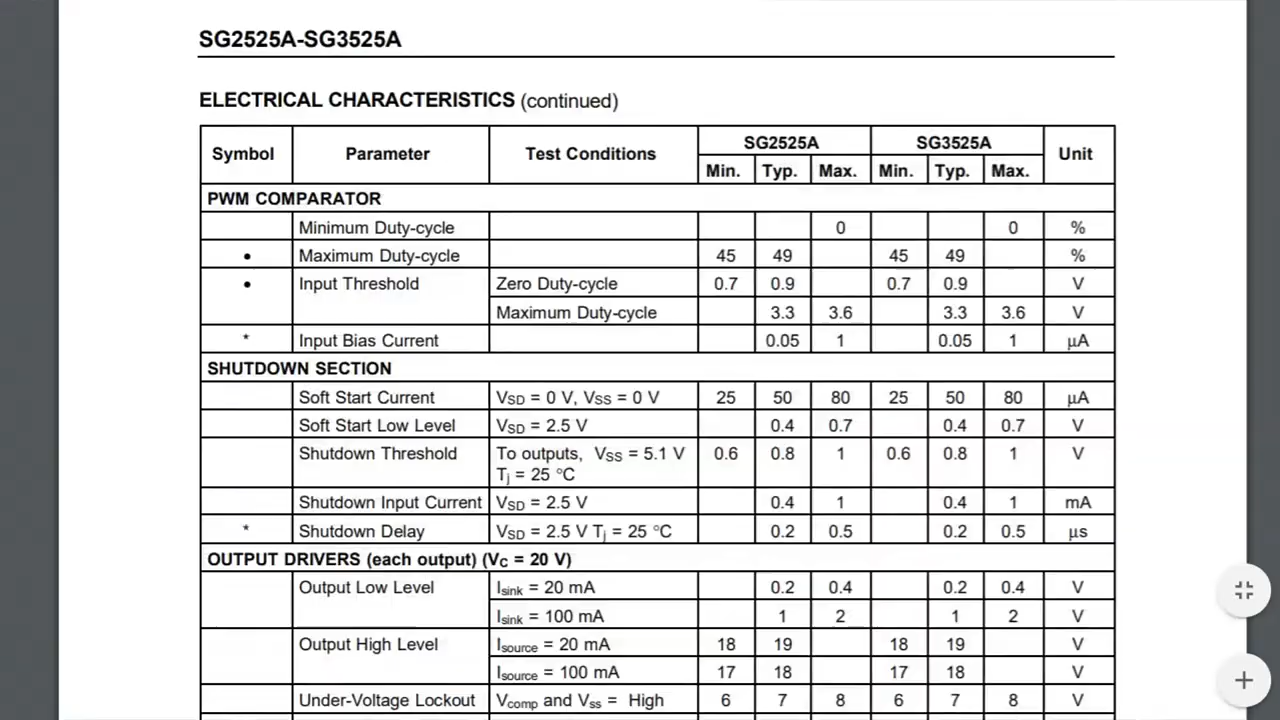 SG2525A-SG3525A
ELECTRICAL CHARACTERISTICS (continued)
Symbol Parameter Test Conditions SG2525A SG3525A Unit
Min. Typ. Max. Min. Typ. Max.
PWM COMPARATOR
Minimum Duty-cycle 0 0 %
• Maximum Duty-cycle 45 49 45 49 %
• Input Threshold Zero Duty-cycle 0.7 0.9 0.7 0.9 V
Maximum Duty-cycle 3.3 3.6 3.3 3.6 V
* Input Bias Current 0.05 1 0.05 1 µA
SHUTDOWN SECTION
Soft Start Current VSD = 0 V, VSS = 0 V 25 50 80 25 50 80 µA
Soft Start Low Level VSD = 2.5 V 0.4 0.7 0.4 0.7 V
Shutdown Threshold To outputs, VSS = 5.1 V 0.6 0.8 1 0.6 0.8 1 V
Tj = 25 °C
Shutdown Input Current VSD = 2.5 V 0.4 1 0.4 1 mA
* Shutdown Delay VSD = 2.5 V Tj = 25 °C 0.2 0.5 0.2 0.5 µs
OUTPUT DRIVERS (each output) (VC = 20 V)
Output Low Level Isink = 20 mA 0.2 0.4 0.2 0.4 V
Isink = 100 mA 1 2 1 2 V
Output High Level Isource = 20 mA 18 19 18 19 V
Isource = 100 mA 17 18 17 18 V
Under-Voltage Lockout Vcomp and Vss = High 6 7 8 6 7 8 V